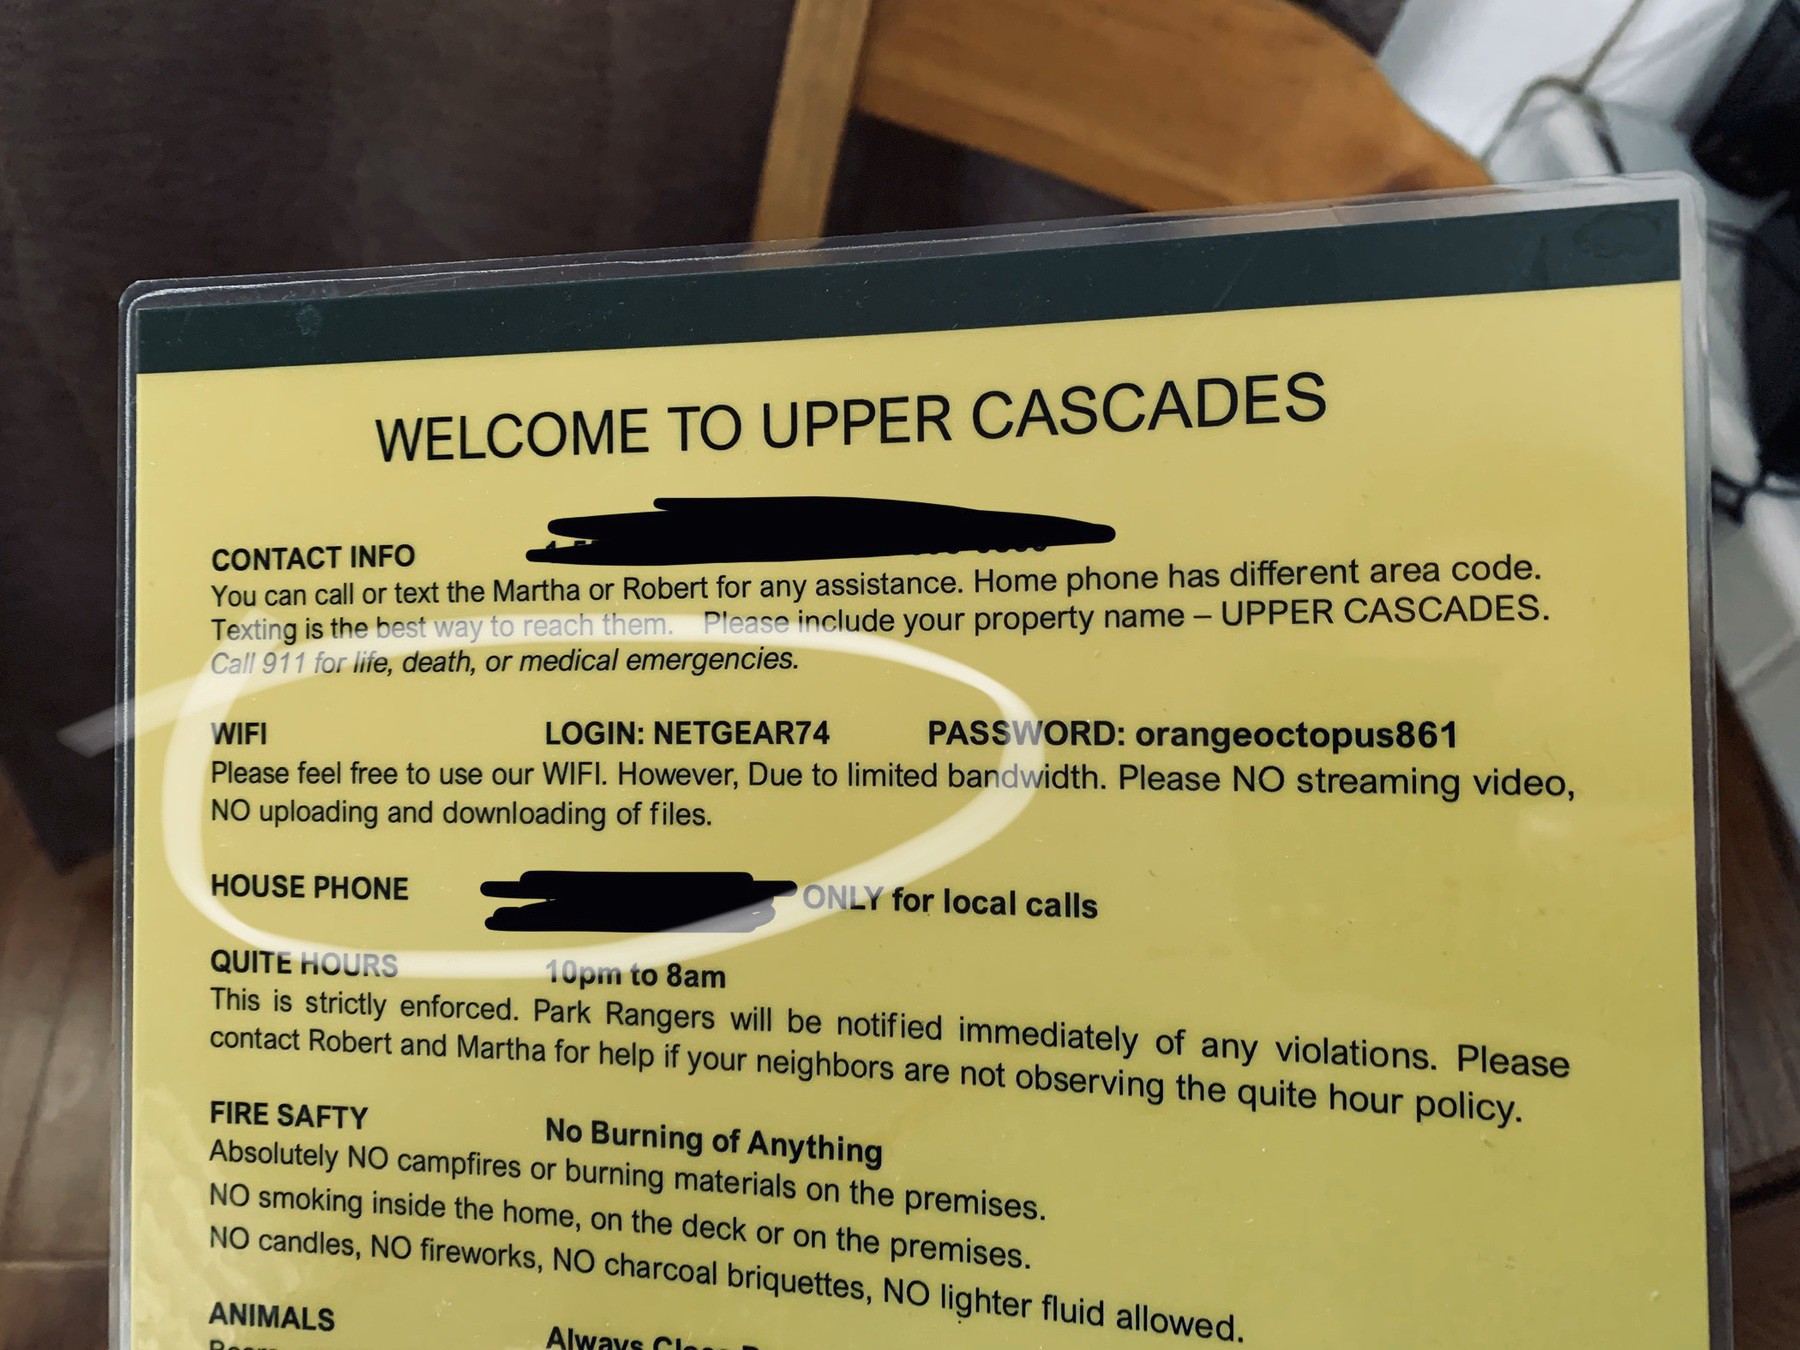 WELCOME TO UPPER CASCADES
CONTACT INFO
You can call or text the Martha or Robert for any assistance. Home phone has different area code.
Texting is the best way to reach them. Please include your property name – UPPER CASCADES.
Call 911 for life, death, or medical emergencies.
WIFI LOGIN: NETGEAR74 PASSWORD: orangeoctopus861
Please feel free to use our WIFI. However, Due to limited bandwidth. Please NO streaming video,
NO uploading and downloading of files.
HOUSE PHONE ONLY for local calls
QUITE HOURS 10pm to 8am
This is strictly enforced. Park Rangers will be notified immediately of any violations. Please
contact Robert and Martha for help if your neighbors are not observing the quite hour policy.
FIRE SAFTY No Burning of Anything
Absolutely NO campfires or burning materials on the premises.
NO smoking inside the home, on the deck or on the premises.
NO candles, NO fireworks, NO charcoal briquettes, NO lighter fluid allowed.
ANIMALS Always